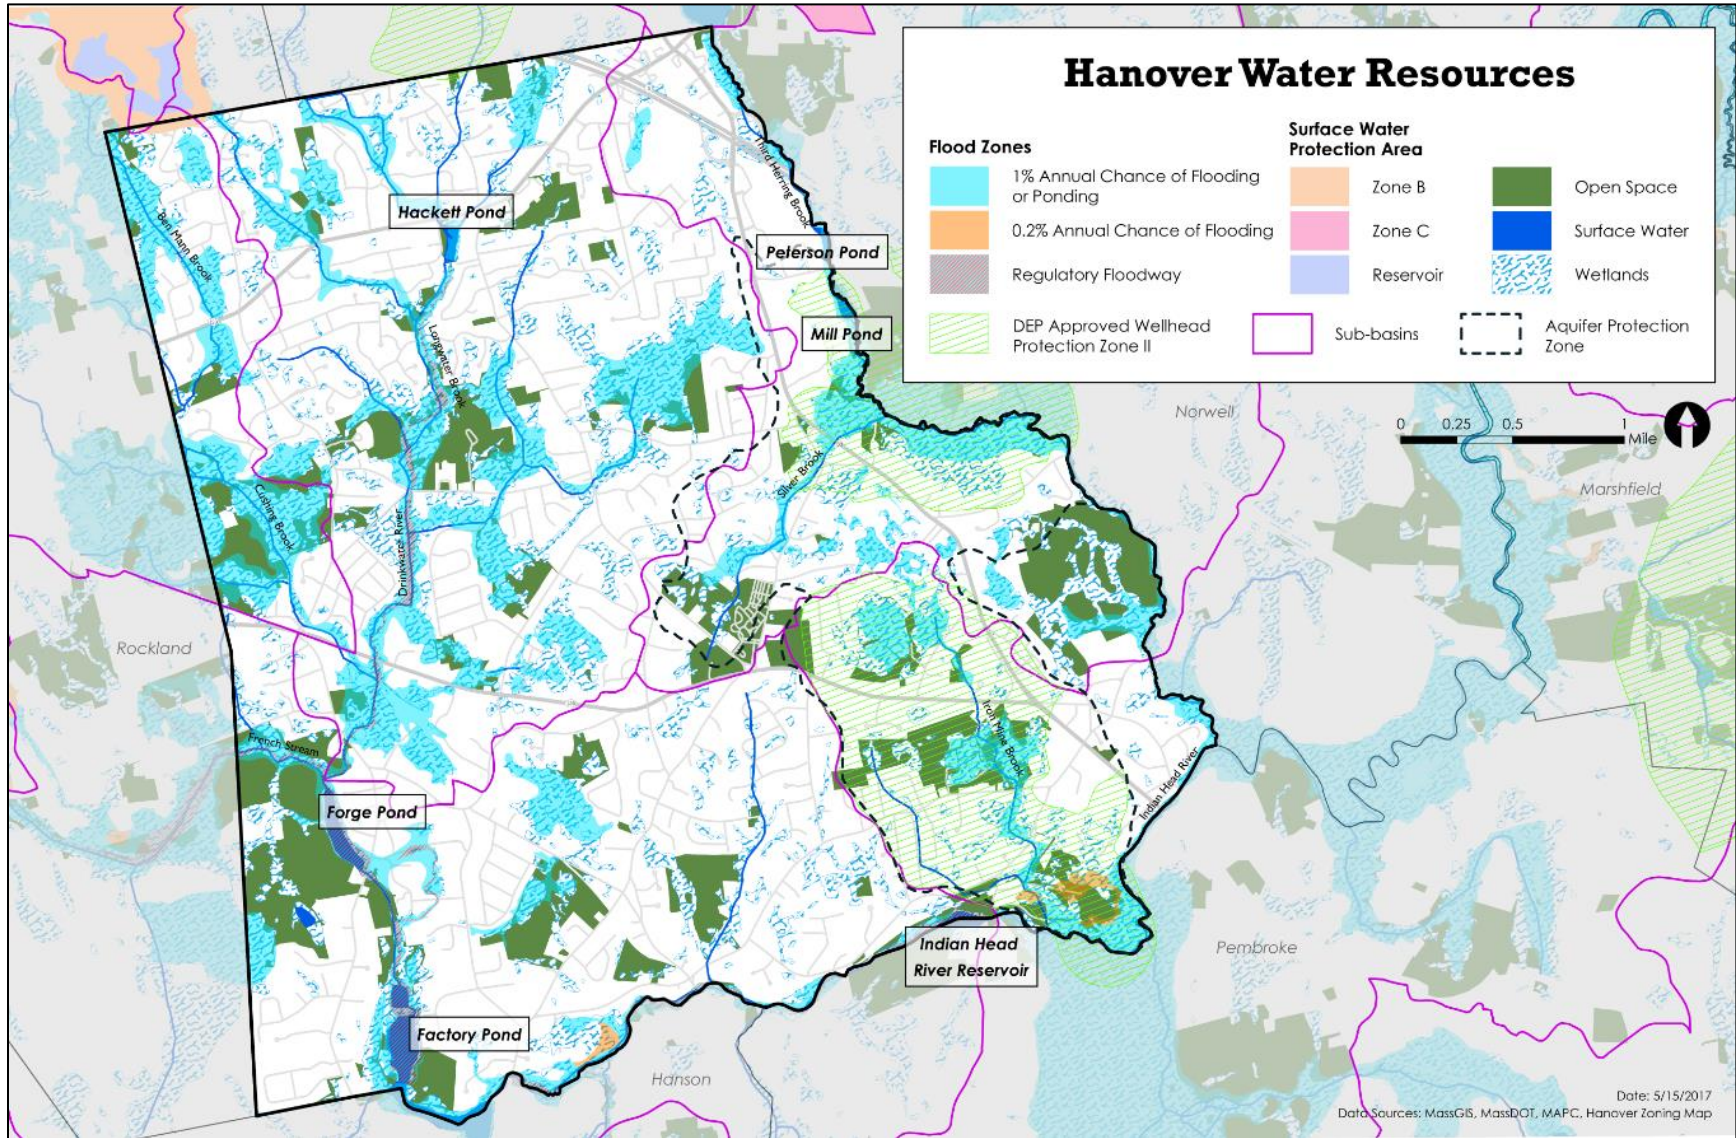 Hanover Water Resources
Flood Zones
1% Annual Chance of Flooding
or Ponding
0.2% Annual Chance of Flooding
Regulatory Floodway
DEP Approved Wellhead
Protection Zone II
Surface Water
Protection Area
Zone B
Zone C
Reservoir
Sub-basins
Open Space
Surface Water
Wetlands
Aquifer Protection
Zone
0 0.25 0.5 1
Mile
Norwell
Marshfield
Third Herring Brook
Hackett Pond
Ben Mann Brook
Peterson Pond
Mill Pond
Longwater Brook
Silver Brook
Cushing Brook
Drinkwater River
Rockland
Iron Mine Brook
French Stream
Indian Head River
Forge Pond
Indian Head
River Reservoir
Pembroke
Factory Pond
Hanson
Date: 5/15/2017
Data Sources: MassGIS, MassDOT, MAPC, Hanover Zoning Map